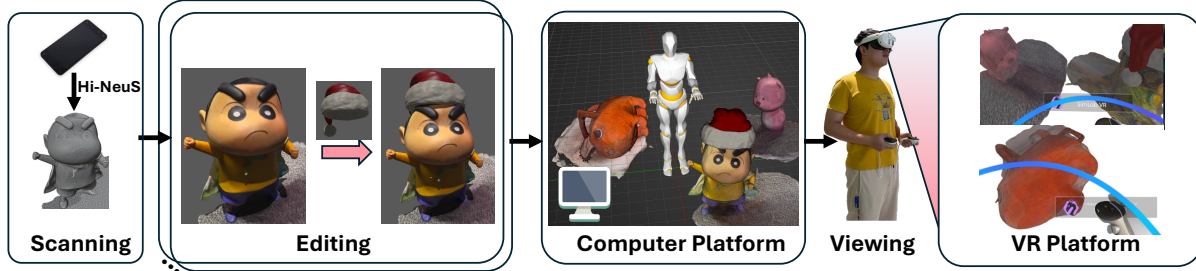 Hi-NeuS
Scanning
Editing
Computer Platform
Viewing
VR Platform